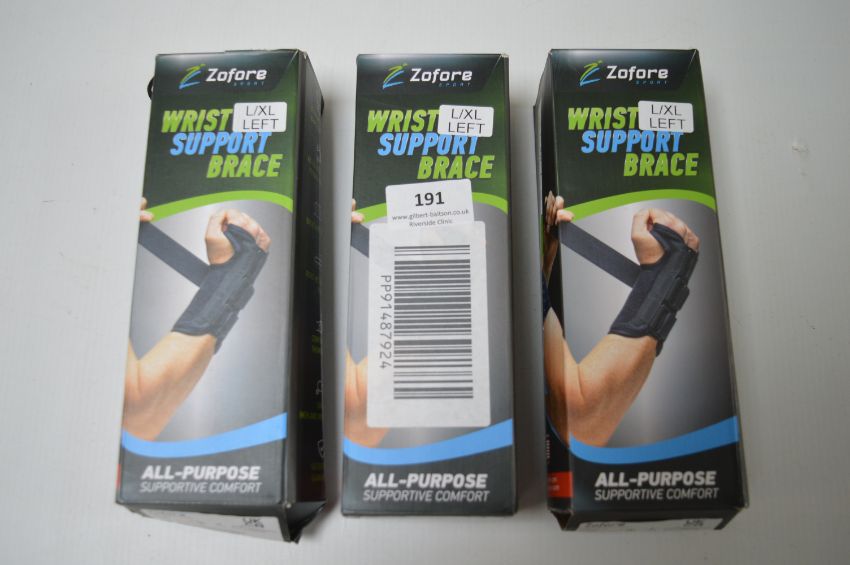 Zofore
SPORT
WRIST
SUPPORT
BRACE
L/XL
LEFT
ALL-PURPOSE
SUPPORTIVE COMFORT
Zofore
SPORT
WRIST
SUPPORT
BRACE
L/XL
LEFT
191
www.gilbert-baitson.co.uk
Riverside Clinic
PP91487924
ALL-PURPOSE
SUPPORTIVE COMFORT
Zofore
SPORT
WRIST
SUPPORT
BRACE
L/XL
LEFT
ALL-PURPOSE
SUPPORTIVE COMFORT
Zofore